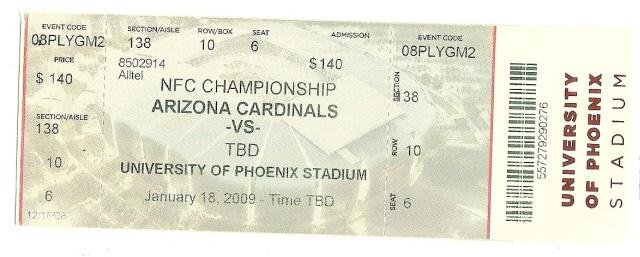 EVENT CODE
08PLYGM2
PRICE
$ 140
SECTION/AISLE
138
10
6
SECTION/AISLE ROW/BOX SEAT ADMISSION
138 10 6 $140
8502914
Alltel
NFC CHAMPIONSHIP
ARIZONA CARDINALS
-VS-
TBD
UNIVERSITY OF PHOENIX STADIUM
January 18, 2009 - Time TBD
EVENT CODE
08PLYGM2
SECTION 38
ROW 10
SEAT 6
557279290276
UNIVERSITY
OF PHOENIX
STADIUM